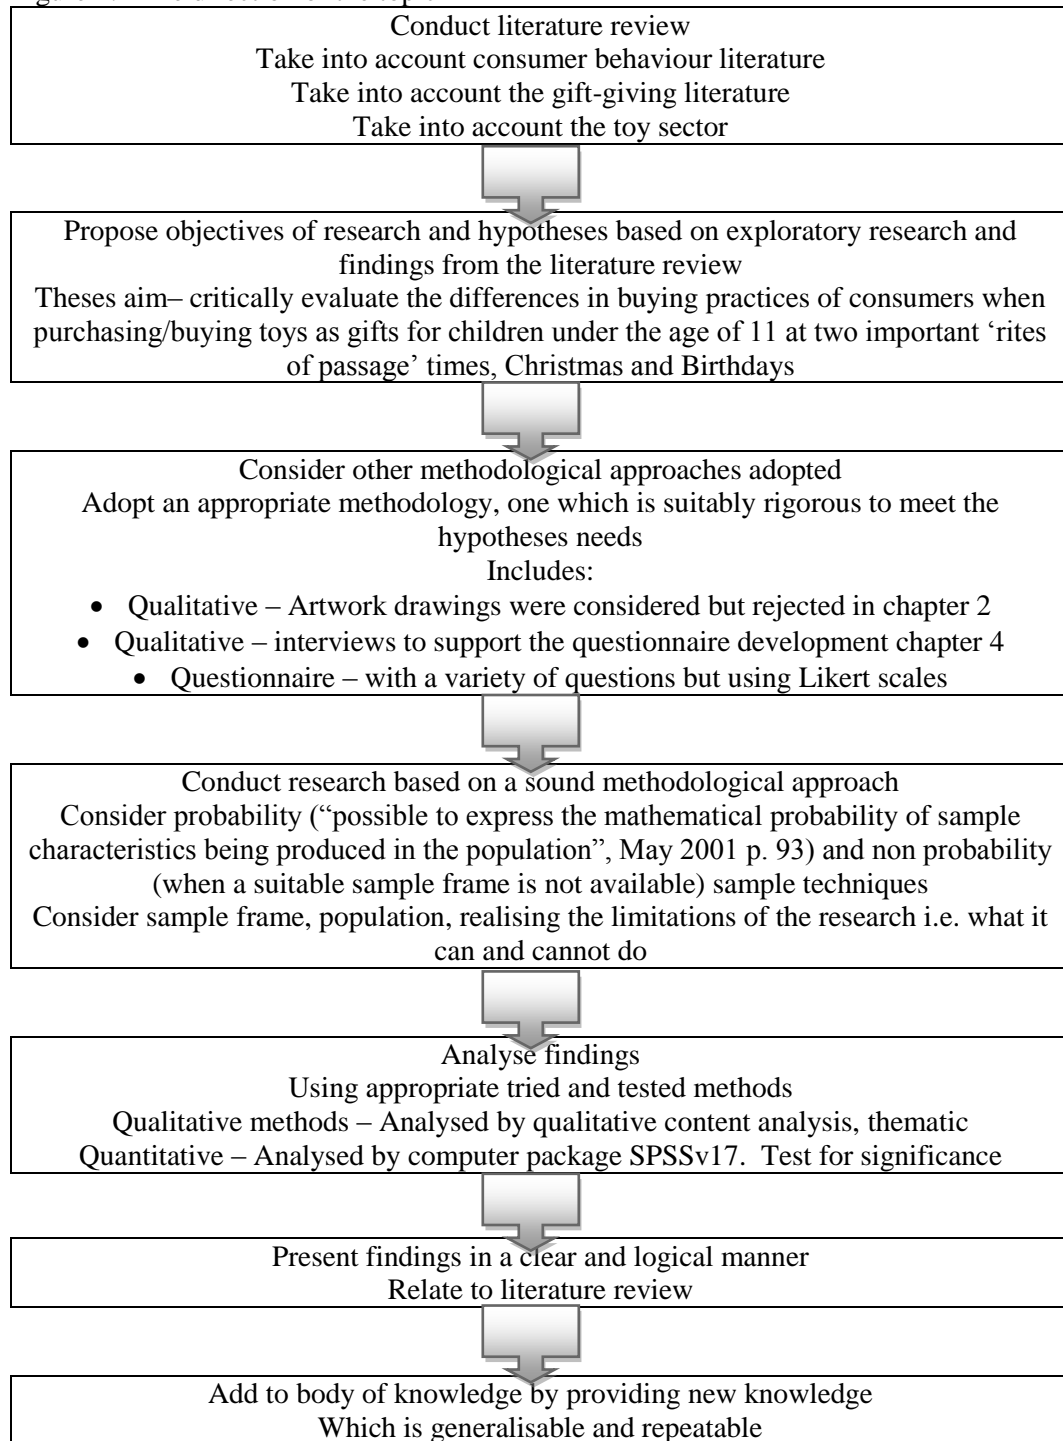 Conduct literature review
Take into account consumer behaviour literature
Take into account the gift-giving literature
Take into account the toy sector
Propose objectives of research and hypotheses based on exploratory research and
findings from the literature review
Theses aim– critically evaluate the differences in buying practices of consumers when
purchasing/buying toys as gifts for children under the age of 11 at two important ‘rites
of passage’ times, Christmas and Birthdays
Consider other methodological approaches adopted
Adopt an appropriate methodology, one which is suitably rigorous to meet the
hypotheses needs
Includes:
• Qualitative – Artwork drawings were considered but rejected in chapter 2
• Qualitative – interviews to support the questionnaire development chapter 4
• Questionnaire – with a variety of questions but using Likert scales
Conduct research based on a sound methodological approach
Consider probability (“possible to express the mathematical probability of sample
characteristics being produced in the population”, May 2001 p. 93) and non probability
(when a suitable sample frame is not available) sample techniques
Consider sample frame, population, realising the limitations of the research i.e. what it
can and cannot do
Analyse findings
Using appropriate tried and tested methods
Qualitative methods – Analysed by qualitative content analysis, thematic
Quantitative – Analysed by computer package SPSSv17.  Test for significance
Present findings in a clear and logical manner
Relate to literature review
Add to body of knowledge by providing new knowledge
Which is generalisable and repeatable